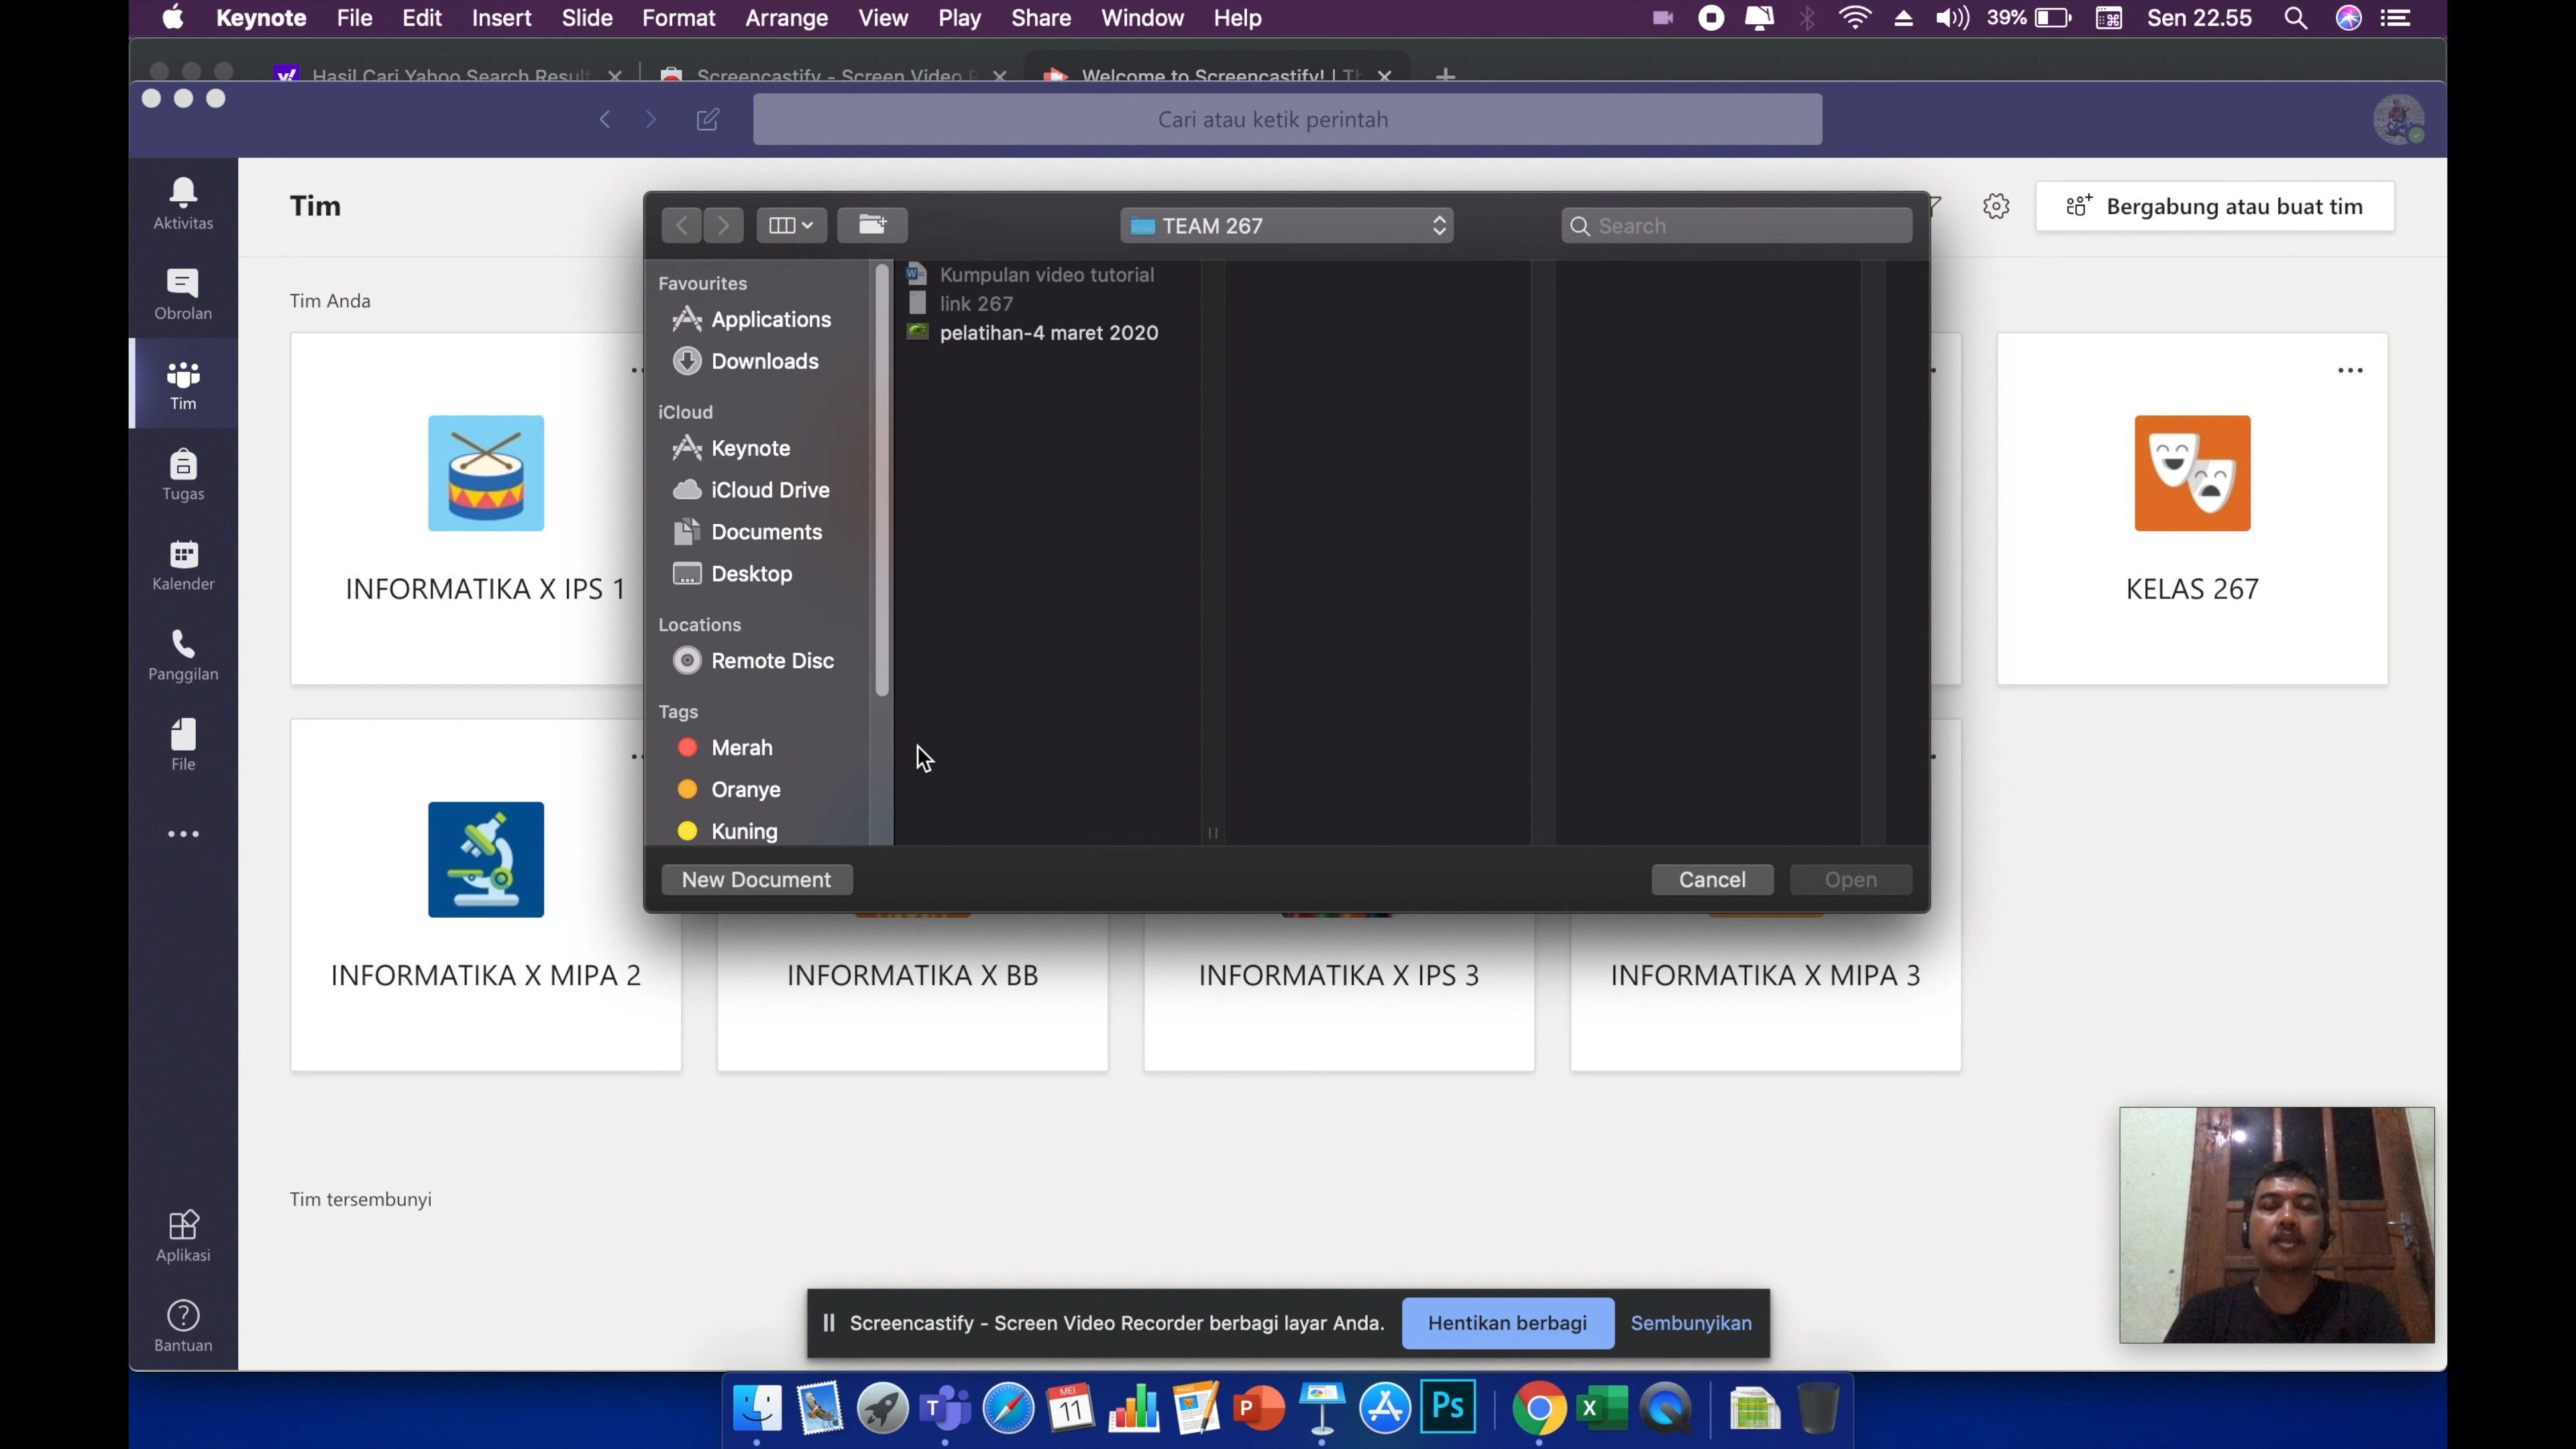 Keynote File Edit Insert Slide Format Arrange View Play Share Window Help 39% Sen 22.55
Hasil Cari Yahoo Search Result Screencastify - Screen Video R Welcome to Screencastify! | Th
Cari atau ketik perintah
Aktivitas
Obrolan
Tim
Tugas
Kalender
Panggilan
File
Aplikasi
Bantuan
Tim
Bergabung atau buat tim
Tim Anda
INFORMATIKA X IPS 1
KELAS 267
INFORMATIKA X MIPA 2
INFORMATIKA X BB
INFORMATIKA X IPS 3
INFORMATIKA X MIPA 3
Tim tersembunyi
TEAM 267
Search
Favourites
Applications
Downloads
iCloud
Keynote
iCloud Drive
Documents
Desktop
Locations
Remote Disc
Tags
Merah
Oranye
Kuning
Kumpulan video tutorial
link 267
pelatihan-4 maret 2020
New Document
Cancel
Open
Screencastify - Screen Video Recorder berbagi layar Anda. Hentikan berbagi Sembunyikan
MEI
11
PAGES
T
P
Ps
X